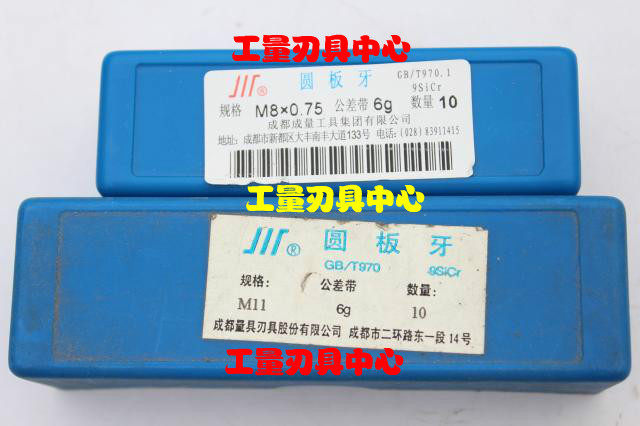 工量刃具中心
JIT® 圆板牙 GB/T970.1
9SiCr
规格 M8×0.75 公差带 6g 数量 10
成都成量工具集团有限公司
地址:成都市新都区大丰南丰大道133号 电话:(028)83911415
工量刃具中心
JIT® 圆板牙
GB/T970 9SiCr
规格: 公差带 数量:
M11 6g 10
成都量具刃具股份有限公司 成都市二环路东一段14号
工量刃具中心